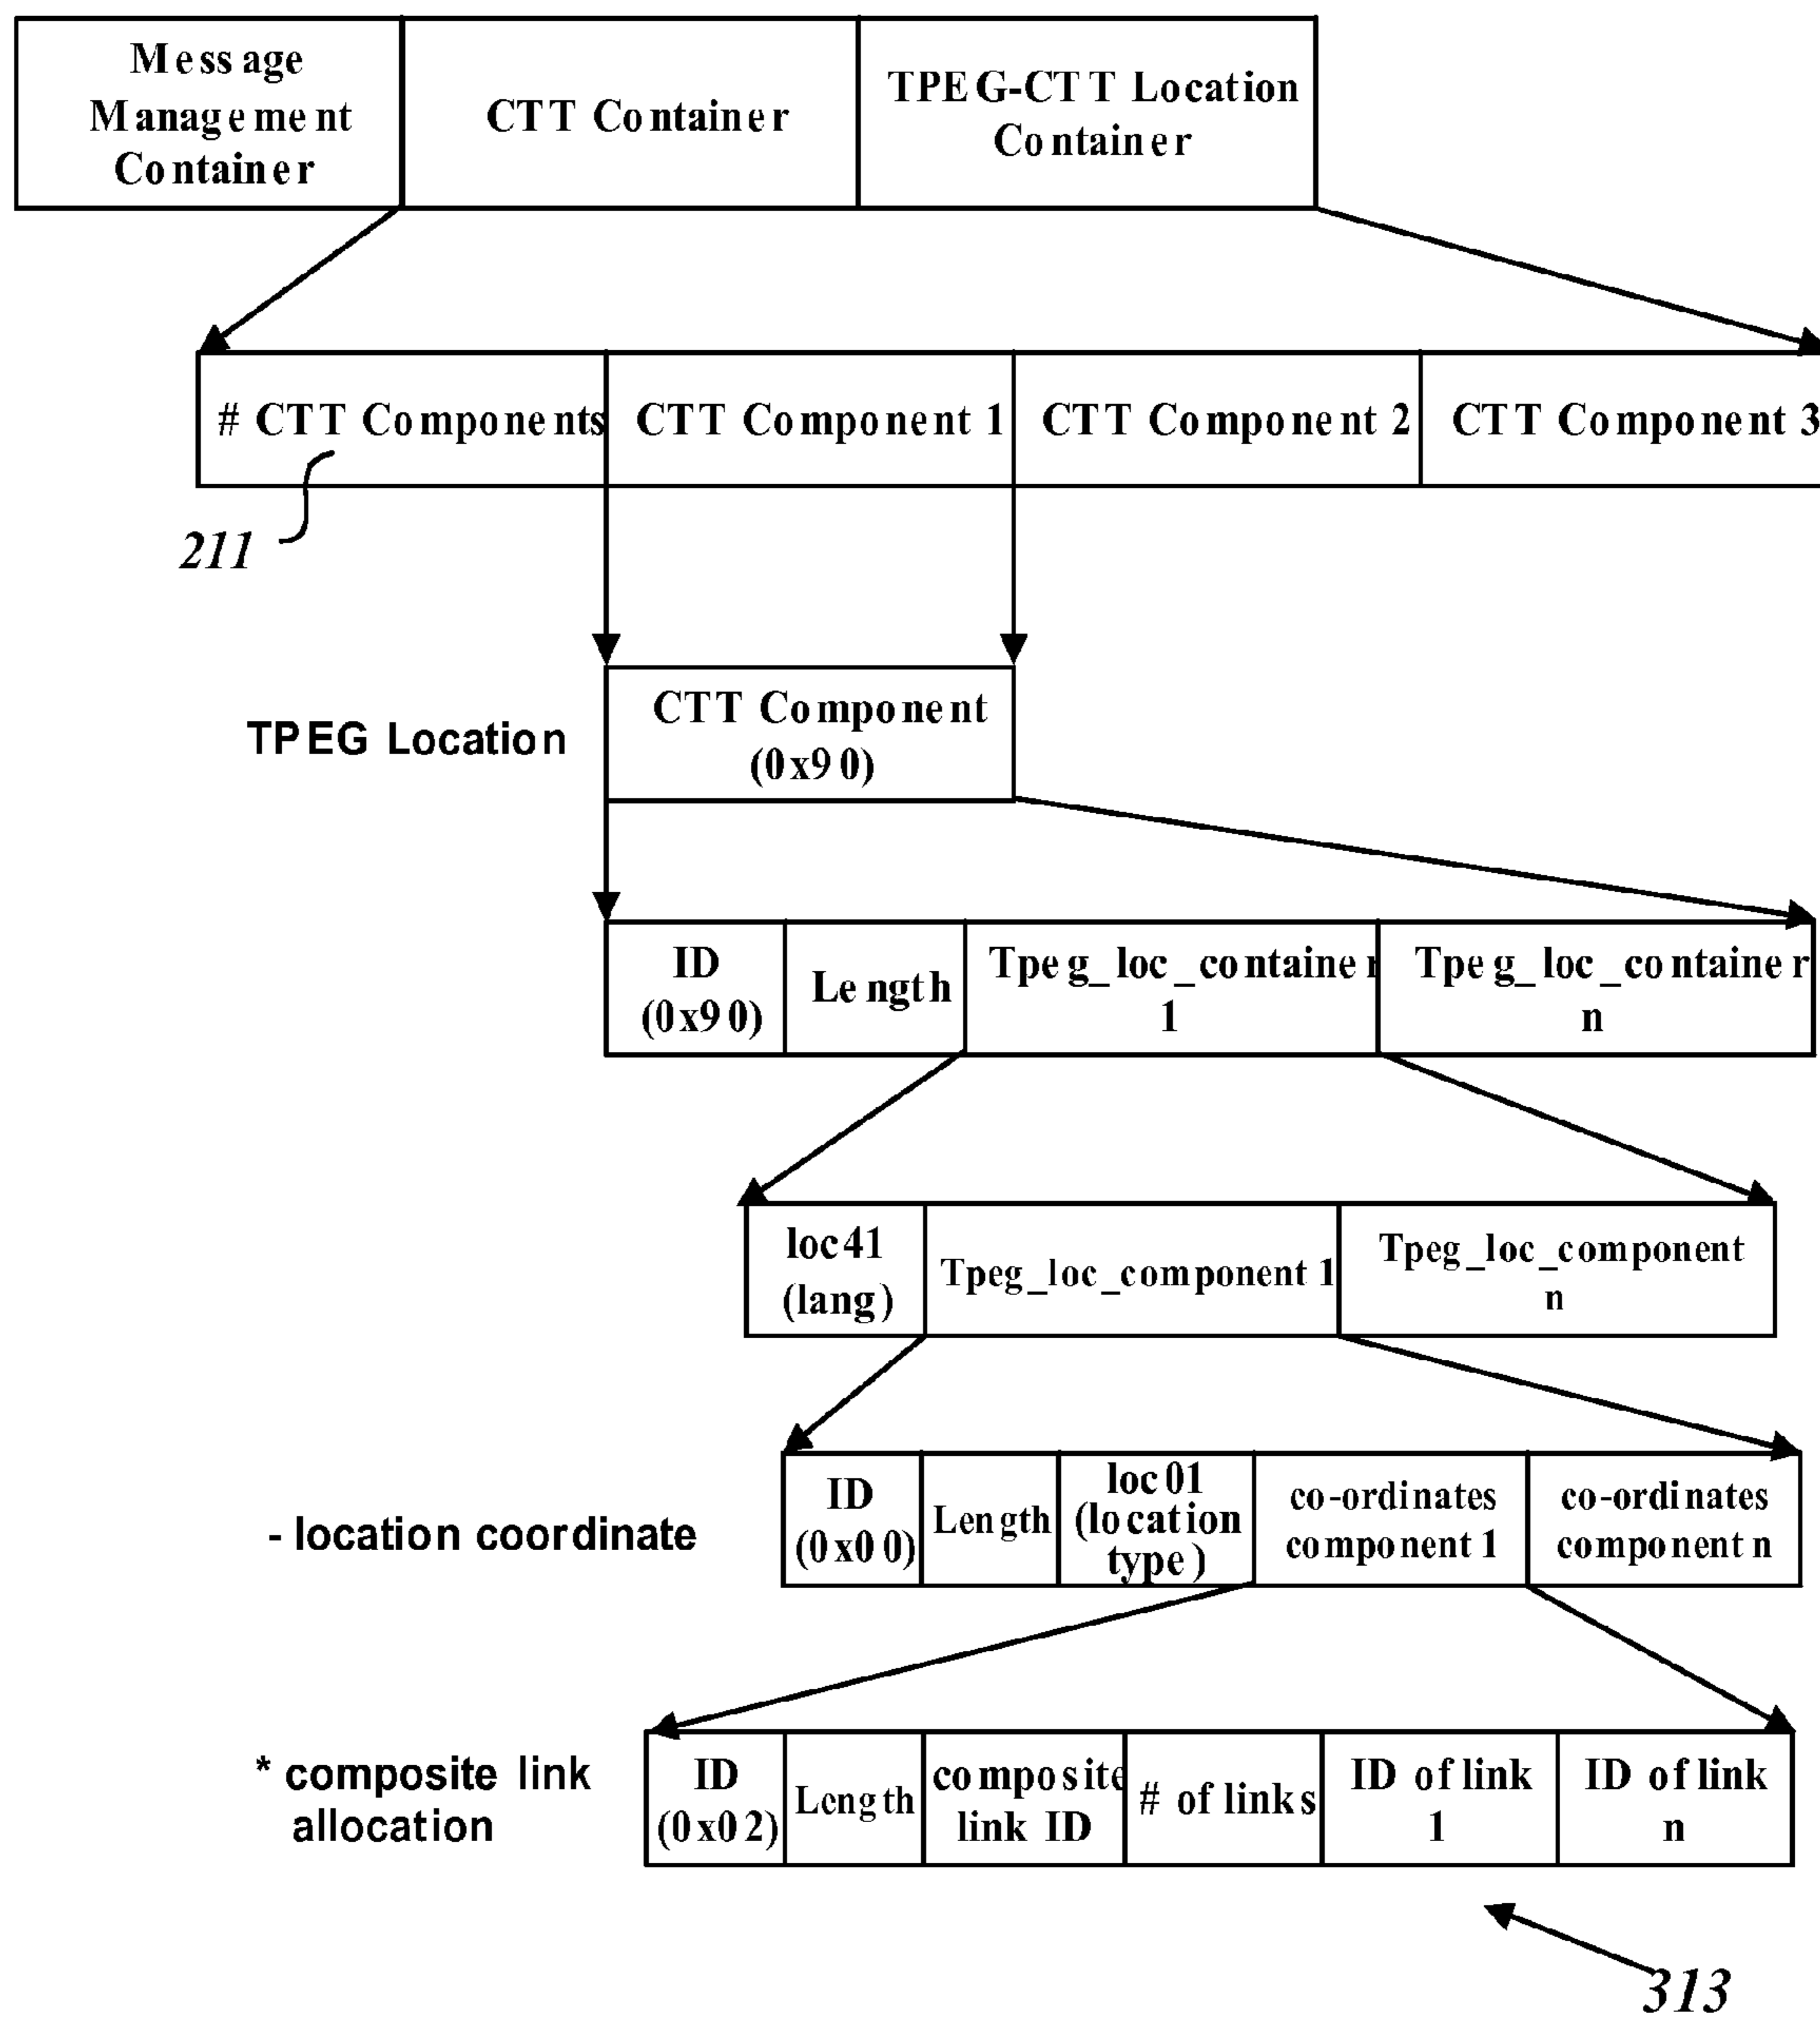 Message
Management
Container
CTT Container
TPEG-CTT Location
Container
# CTT Components
CTT Component 1
CTT Component 2
CTT Component 3
211
TPEG Location
CTT Component
(0x90)
ID
(0x90)
Length
Tpeg_loc_container
1
Tpeg_loc_container
n
loc41
(lang)
Tpeg_loc_component 1
Tpeg_loc_component
n
- location coordinate
ID
(0x00)
Length
loc01
(location
type)
co-ordinates
component 1
co-ordinates
component n
* composite link
allocation
ID
(0x02)
Length
composite
link ID
# of links
ID of link
1
ID of link
n
313